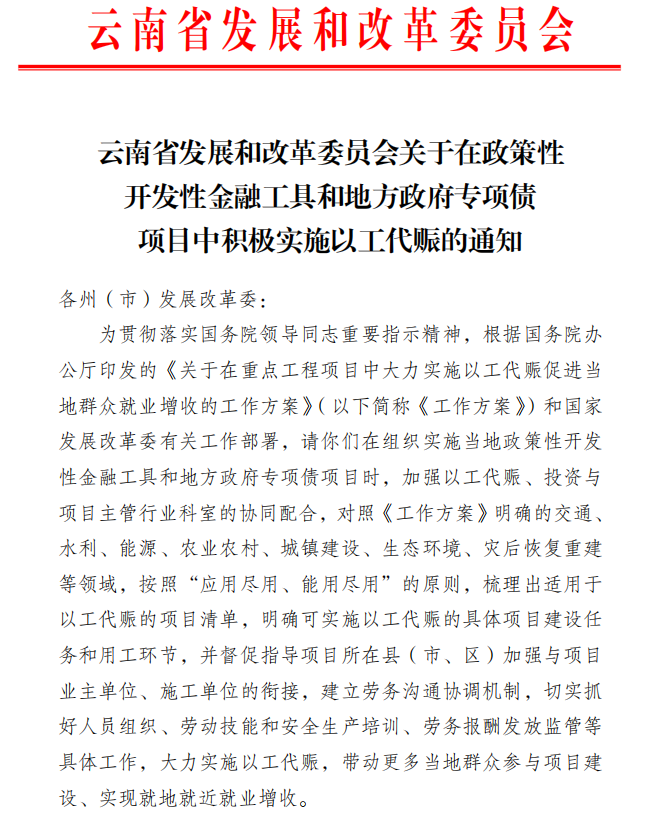 云南省发展和改革委员会
云南省发展和改革委员会关于在政策性
开发性金融工具和地方政府专项债
项目中积极实施以工代赈的通知
各州（市）发展改革委：
为贯彻落实国务院领导同志重要指示精神，根据国务院办
公厅印发的《关于在重点工程项目中大力实施以工代赈促进当
地群众就业增收的工作方案》（以下简称《工作方案》）和国家
发展改革委有关工作部署，请你们在组织实施当地政策性开发
性金融工具和地方政府专项债项目时，加强以工代赈、投资与
项目主管行业科室的协同配合，对照《工作方案》明确的交通、
水利、能源、农业农村、城镇建设、生态环境、灾后恢复重建
等领域，按照“应用尽用、能用尽用”的原则，梳理出适用于
以工代赈的项目清单，明确可实施以工代赈的具体项目建设任
务和用工环节，并督促指导项目所在县（市、区）加强与项目
业主单位、施工单位的衔接，建立劳务沟通协调机制，切实抓
好人员组织、劳动技能和安全生产培训、劳务报酬发放监管等
具体工作，大力实施以工代赈，带动更多当地群众参与项目建
设、实现就地就近就业增收。